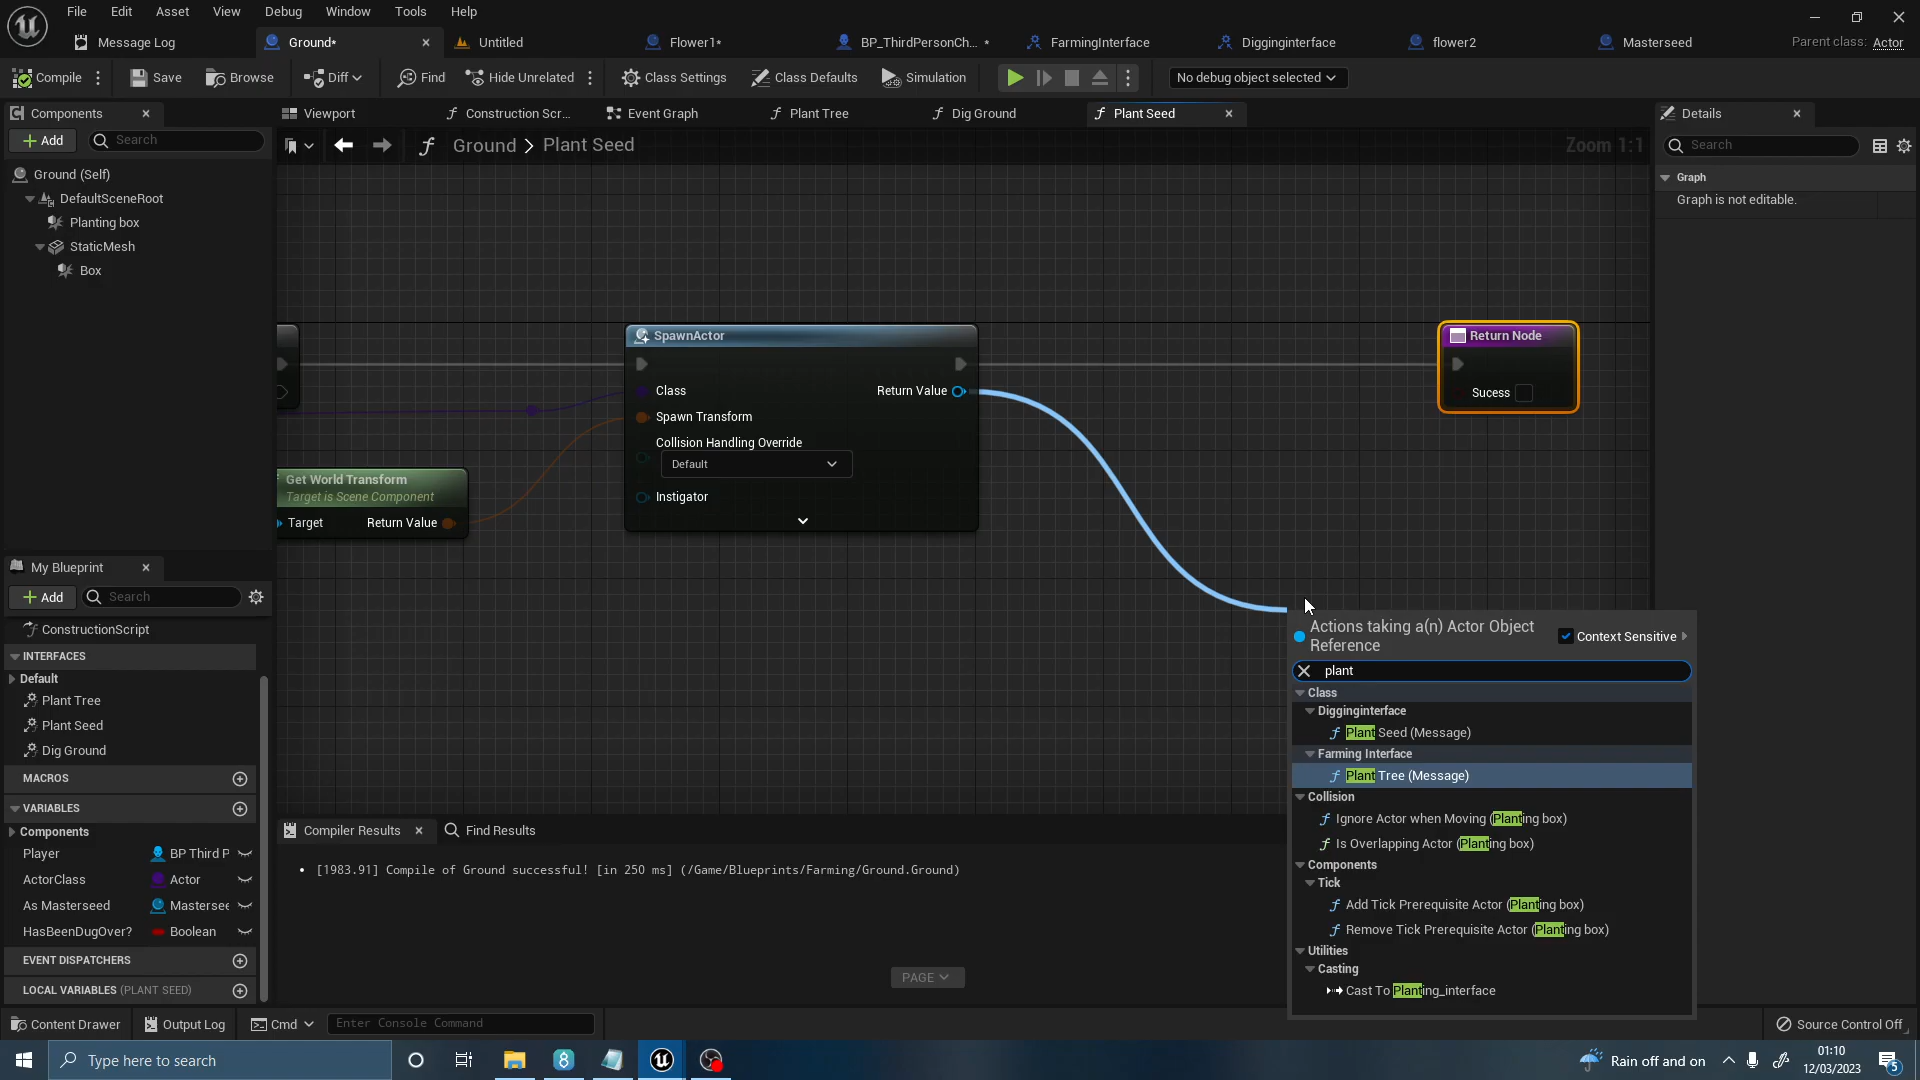 File Edit Asset View Debug Window Tools Help
Message Log Ground* Untitled Flower1* BP_ThirdPersonCh... * FarmingInterface Digginginterface flower2 Masterseed Parent class: Actor
Compile Save Browse Diff Find Hide Unrelated Class Settings Class Defaults Simulation No debug object selected
Components Viewport Construction Scr... Event Graph Plant Tree Dig Ground Plant Seed Details
Add Search Ground > Plant Seed Zoom 1:1 Search
Ground (Self)
DefaultSceneRoot
Planting box
StaticMesh
Box
Graph
Graph is not editable.
SpawnActor
Class Return Value
Spawn Transform
Collision Handling Override
Default
Instigator
Return Node
Sucess
Get World Transform
Target is Scene Component
Target Return Value
Actions taking a(n) Actor Object
Reference
Context Sensitive
plant
Class
Digginginterface
Plant Seed (Message)
Farming Interface
Plant Tree (Message)
Collision
Ignore Actor when Moving (Planting box)
Is Overlapping Actor (Planting box)
Components
Tick
Add Tick Prerequisite Actor (Planting box)
Remove Tick Prerequisite Actor (Planting box)
Utilities
Casting
Cast To Planting_interface
My Blueprint
Add Search
ConstructionScript
INTERFACES
Default
Plant Tree
Plant Seed
Dig Ground
MACROS
VARIABLES
Components
Player BP Third P
ActorClass Actor
As Masterseed Mastersee
HasBeenDugOver? Boolean
EVENT DISPATCHERS
LOCAL VARIABLES (PLANT SEED)
Compiler Results Find Results
[1983.91] Compile of Ground successful! [in 250 ms] (/Game/Blueprints/Farming/Ground.Ground)
PAGE
Content Drawer Output Log Cmd Enter Console Command Source Control Off
Type here to search
Rain off and on
01:10
12/03/2023
5